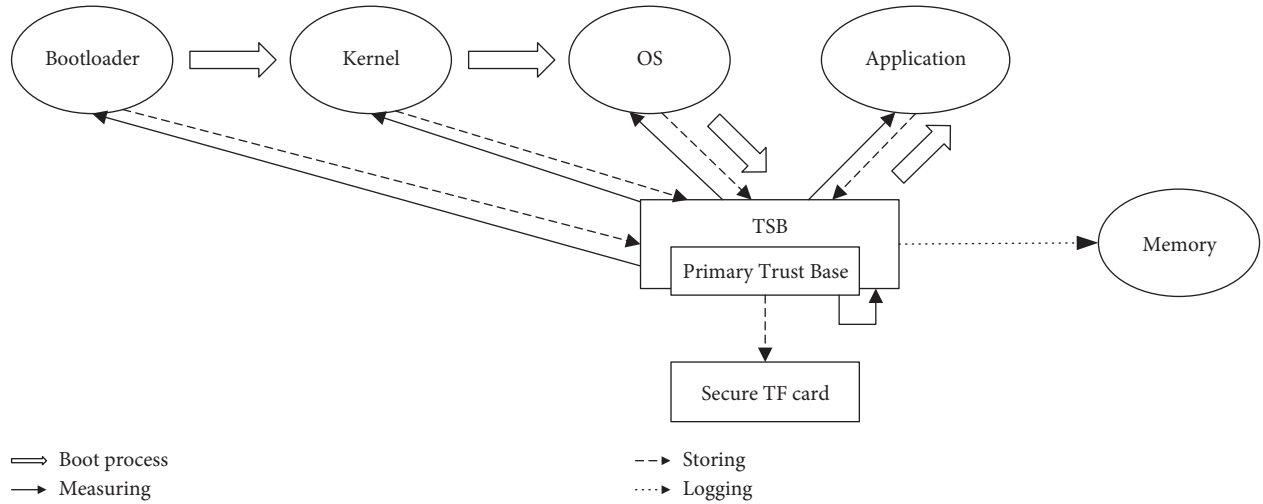 Bootloader
Kernel
OS
Application
TSB
Primary Trust Base
Memory
Secure TF card
Boot process
Measuring
Storing
Logging